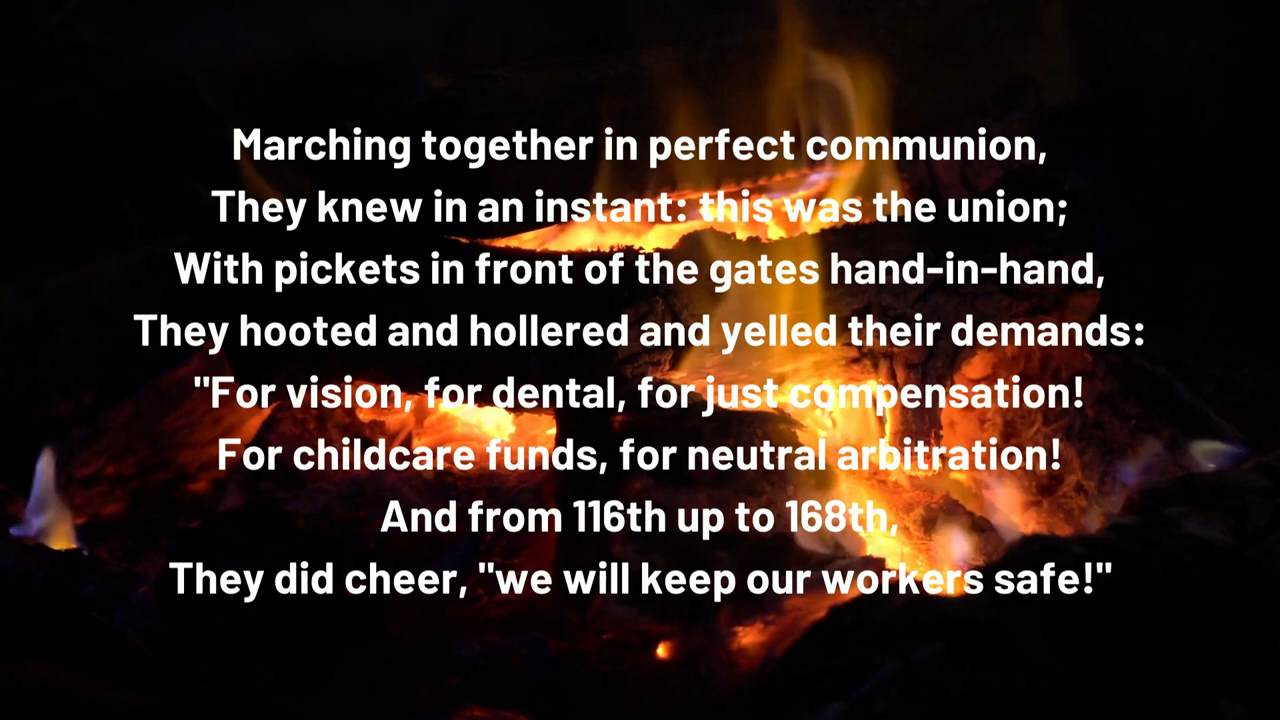 Marching together in perfect communion,
They knew in an instant: this was the union;
With pickets in front of the gates hand-in-hand,
They hooted and hollered and yelled their demands:
"For vision, for dental, for just compensation!
For childcare funds, for neutral arbitration!
And from 116th up to 168th,
They did cheer, "we will keep our workers safe!"